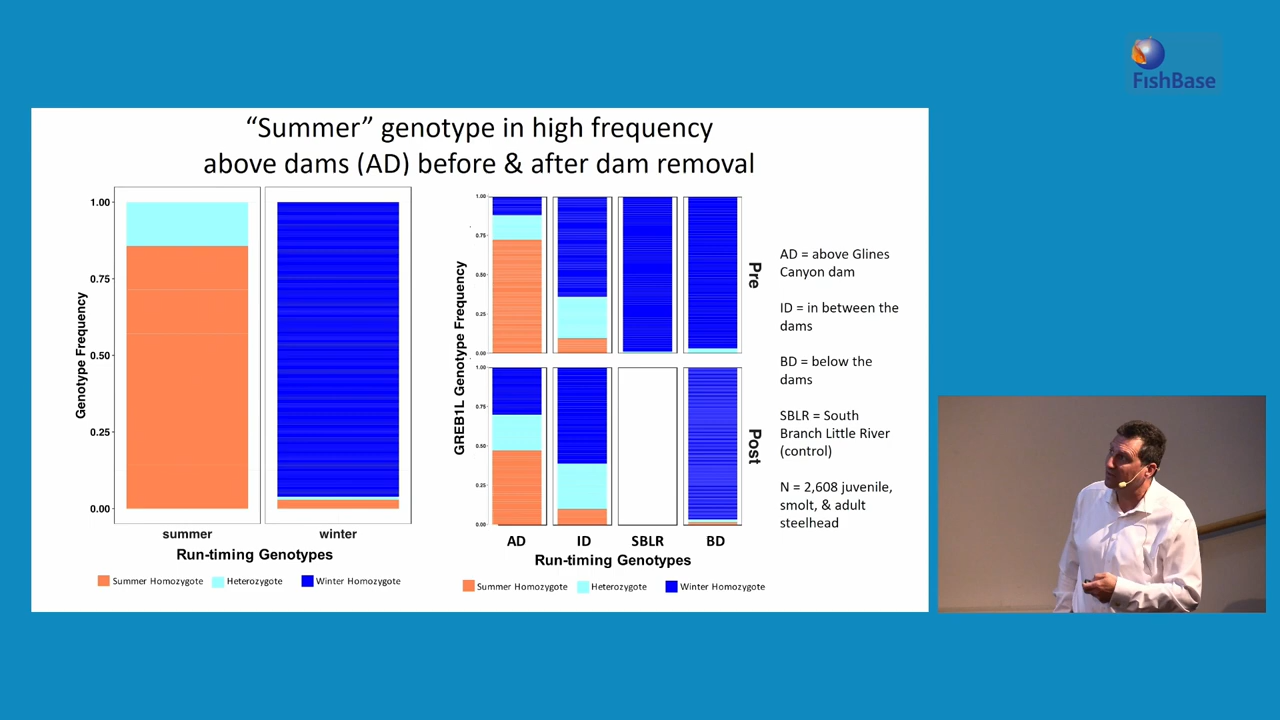 FishBase
“Summer” genotype in high frequency
above dams (AD) before & after dam removal
Genotype Frequency
1.00
0.75
0.50
0.25
0.00
summer
winter
Run-timing Genotypes
Summer Homozygote
Heterozygote
Winter Homozygote
GREB1L Genotype Frequency
1.00
0.75
0.50
0.25
0.00
Pre
1.00
0.75
0.50
0.25
0.00
Post
AD
ID
SBLR
BD
Run-timing Genotypes
Summer Homozygote
Heterozygote
Winter Homozygote
AD = above Glines
Canyon dam
ID = in between the
dams
BD = below the
dams
SBLR = South
Branch Little River
(control)
N = 2,608 juvenile,
smolt, & adult
steelhead